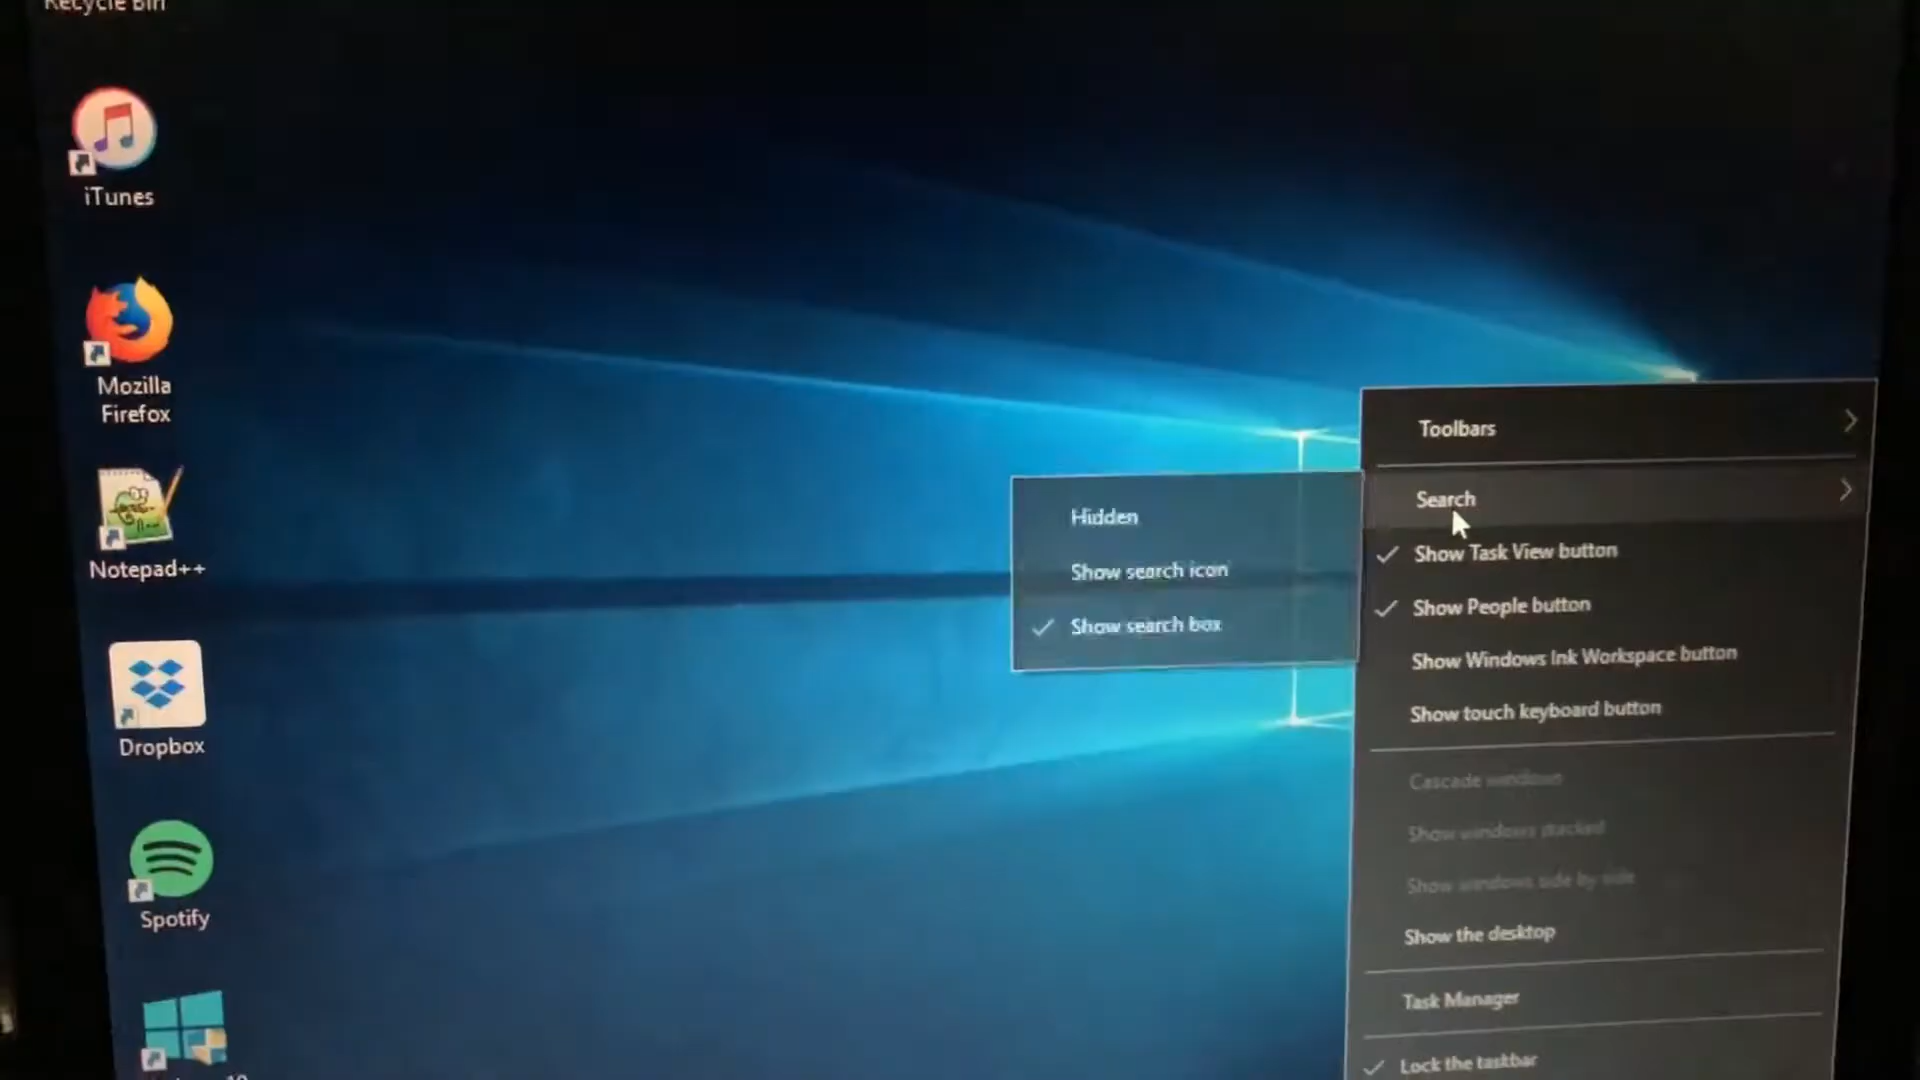 Recycle Bin
iTunes
Mozilla
Firefox
Notepad++
Dropbox
Spotify
Hidden
Show search icon
Show search box
Toolbars
Search
Show Task View button
Show People button
Show Windows Ink Workspace button
Show touch keyboard button
Cascade windows
Show windows stacked
Show windows side by side
Show the desktop
Task Manager
Lock the taskbar